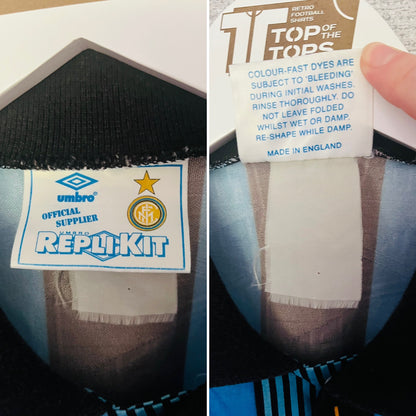 umbro
OFFICIAL
SUPPLIER
UMBRO
REPLI-KIT
RETRO
FOOTBALL
SHIRTS
TOP OF THE
TOPS
COLOUR-FAST DYES ARE
SUBJECT TO 'BLEEDING'
DURING INITIAL WASHES.
RINSE THOROUGHLY. DO
NOT LEAVE FOLDED
WHILST WET OR DAMP.
RE-SHAPE WHILE DAMP.
MADE IN ENGLAND